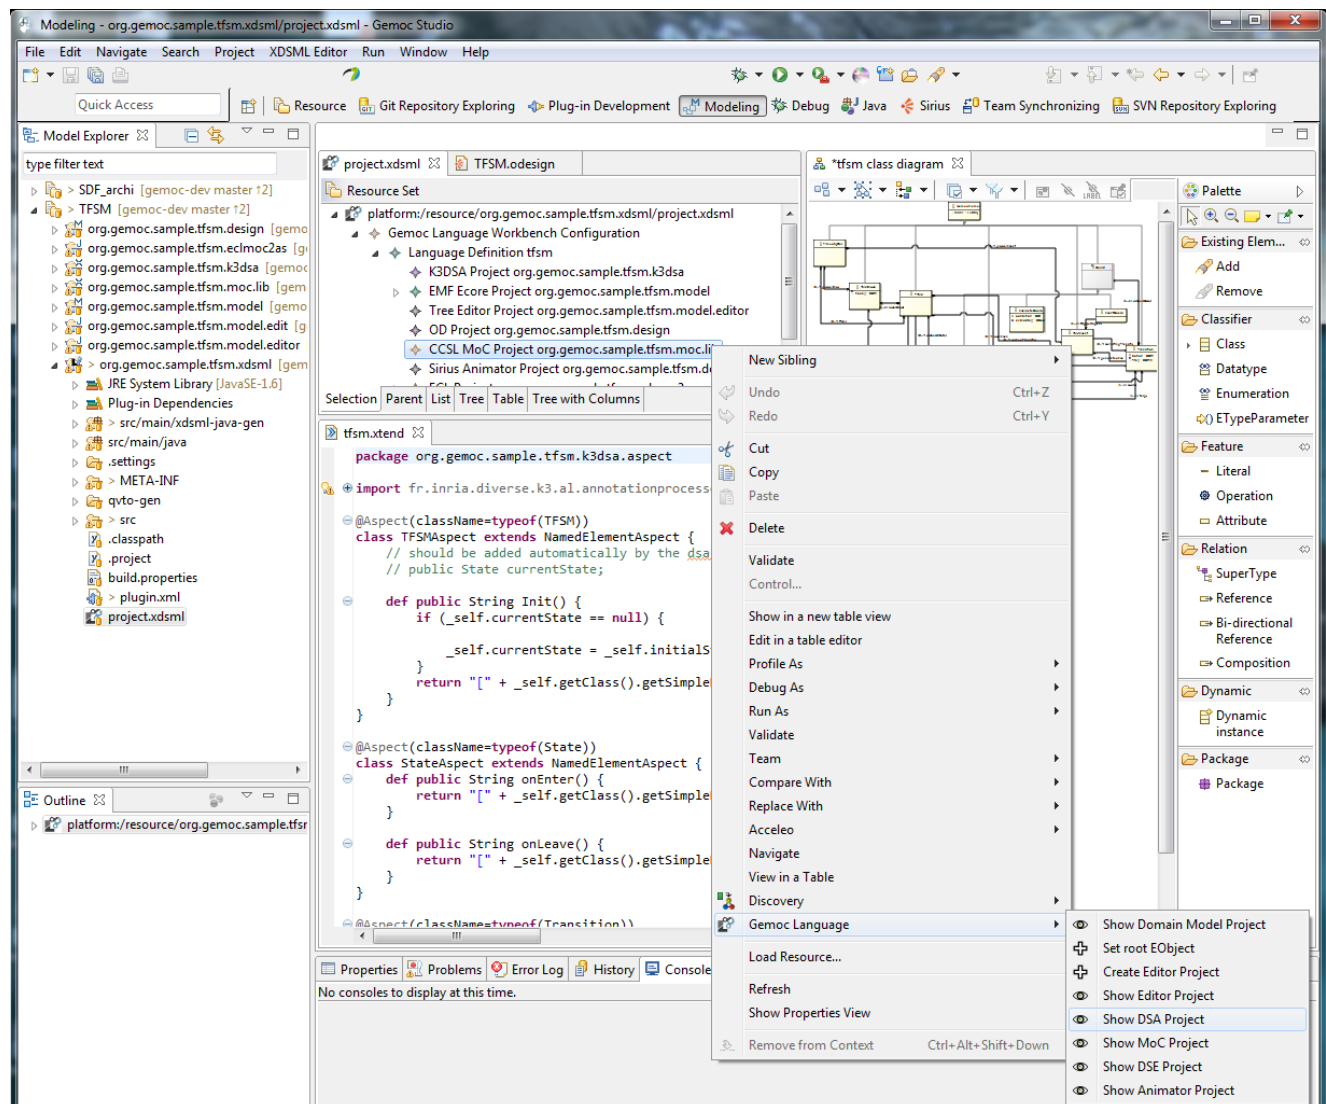 Modeling - org.gemoc.sample.tfsm.xdsml/project.xdsml - Gemoc Studio
File Edit Navigate Search Project XDSML Editor Run Window Help
Quick Access
Resource Git Repository Exploring Plug-in Development Modeling Debug Java Sirius Team Synchronizing SVN Repository Exploring
Model Explorer
type filter text
> SDF_archi [gemoc-dev master ↑2]
> TFSM [gemoc-dev master ↑2]
org.gemoc.sample.tfsm.design [gemo
org.gemoc.sample.tfsm.eclmoc2as [g
org.gemoc.sample.tfsm.k3dsa [gemoc
org.gemoc.sample.tfsm.moc.lib [gem
org.gemoc.sample.tfsm.model [gemo
org.gemoc.sample.tfsm.model.edit [g
org.gemoc.sample.tfsm.model.editor
> org.gemoc.sample.tfsm.xdsml [gem
JRE System Library [JavaSE-1.6]
Plug-in Dependencies
> src/main/xdsml-java-gen
src/main/java
.settings
> META-INF
qvto-gen
> src
.classpath
.project
build.properties
> plugin.xml
project.xdsml
Outline
platform:/resource/org.gemoc.sample.tfsr
project.xdsml
TFSM.odesign
Resource Set
platform:/resource/org.gemoc.sample.tfsm.xdsml/project.xdsml
Gemoc Language Workbench Configuration
Language Definition tfsm
K3DSA Project org.gemoc.sample.tfsm.k3dsa
EMF Ecore Project org.gemoc.sample.tfsm.model
Tree Editor Project org.gemoc.sample.tfsm.model.editor
OD Project org.gemoc.sample.tfsm.design
CCSL MoC Project org.gemoc.sample.tfsm.moc.li
Sirius Animator Project org.gemoc.sample.tfsm.de
Selection Parent List Tree Table Tree with Columns
tfsm.xtend
package org.gemoc.sample.tfsm.k3dsa.aspect
import fr.inria.diverse.k3.al.annotationprocess
@Aspect(className=typeof(TFSM))
class TFSMAspect extends NamedElementAspect {
// should be added automatically by the dsa
// public State currentState;
def public String Init() {
if (_self.currentState == null) {
_self.currentState = _self.initialS
}
return "[" + _self.getClass().getSimple
}
}
@Aspect(className=typeof(State))
class StateAspect extends NamedElementAspect {
def public String onEnter() {
return "[" + _self.getClass().getSimple
}
def public String onLeave() {
return "[" + _self.getClass().getSimple
}
}
@Aspect(className=typeof(Transition))
Properties Problems Error Log History Console
No consoles to display at this time.
*tfsm class diagram
Palette
Existing Elem...
Add
Remove
Classifier
Class
Datatype
Enumeration
ETypeParameter
Feature
Literal
Operation
Attribute
Relation
SuperType
Reference
Bi-directional
Reference
Composition
Dynamic
Dynamic
instance
Package
Package
New Sibling
Undo Ctrl+Z
Redo Ctrl+Y
Cut
Copy
Paste
Delete
Validate
Control...
Show in a new table view
Edit in a table editor
Profile As
Debug As
Run As
Validate
Team
Compare With
Replace With
Acceleo
Navigate
View in a Table
Discovery
Gemoc Language
Load Resource...
Refresh
Show Properties View
Remove from Context Ctrl+Alt+Shift+Down
Show Domain Model Project
Set root EObject
Create Editor Project
Show Editor Project
Show DSA Project
Show MoC Project
Show DSE Project
Show Animator Project